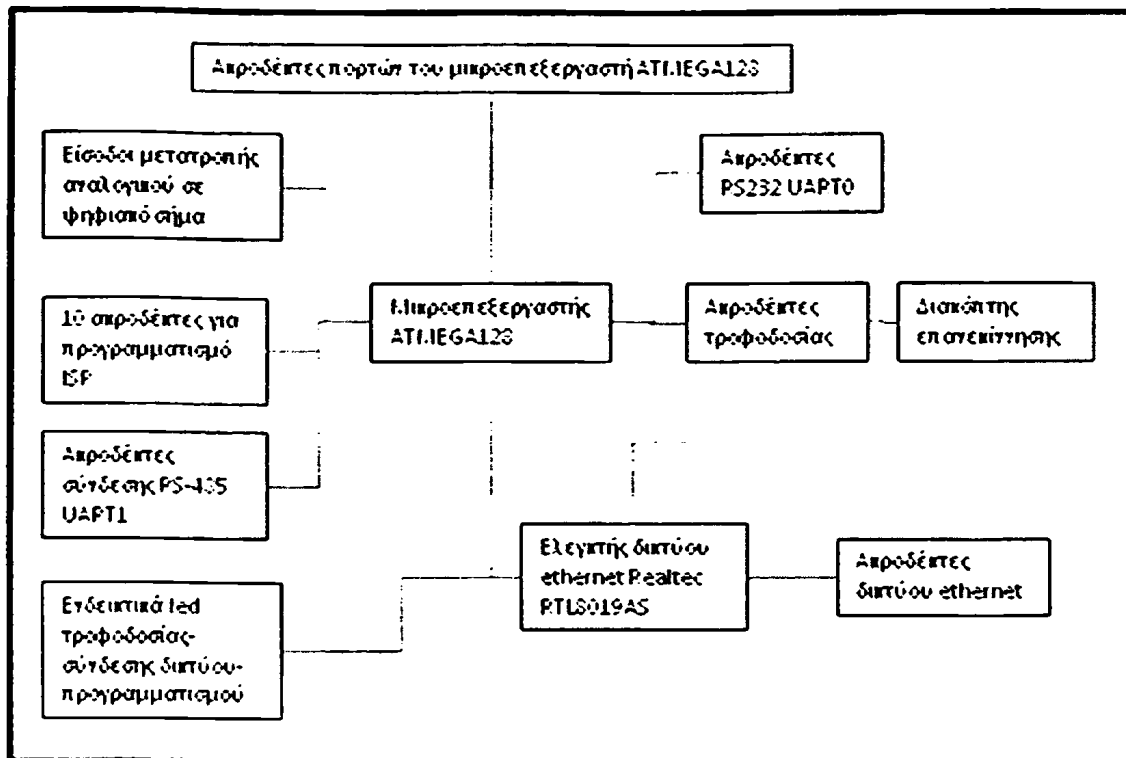 Ακροδέκτες πορτών του μικροεπεξεργαστή ATMEGA128
Είσοδοι μετατροπής
αναλογικού σε
ψηφιακό σήμα
Ακροδέκτες
RS232 UART0
10 ακροδέκτες για
προγραμματισμό
ISP
Μικροεπεξεργαστής
ATMEGA128
Ακροδέκτες
τροφοδοσίας
Διακόπτης
επανεκίννησης
Ακροδέκτες
σύνδεσης RS-485
UART1
Ελεγκτής δικτύου
ethernet Realtec
RTL8019AS
Ακροδέκτες
δικτύου ethernet
Ενδεικτικά led
τροφοδοσίας-
σύνδεσης δικτύου-
προγραμματισμού